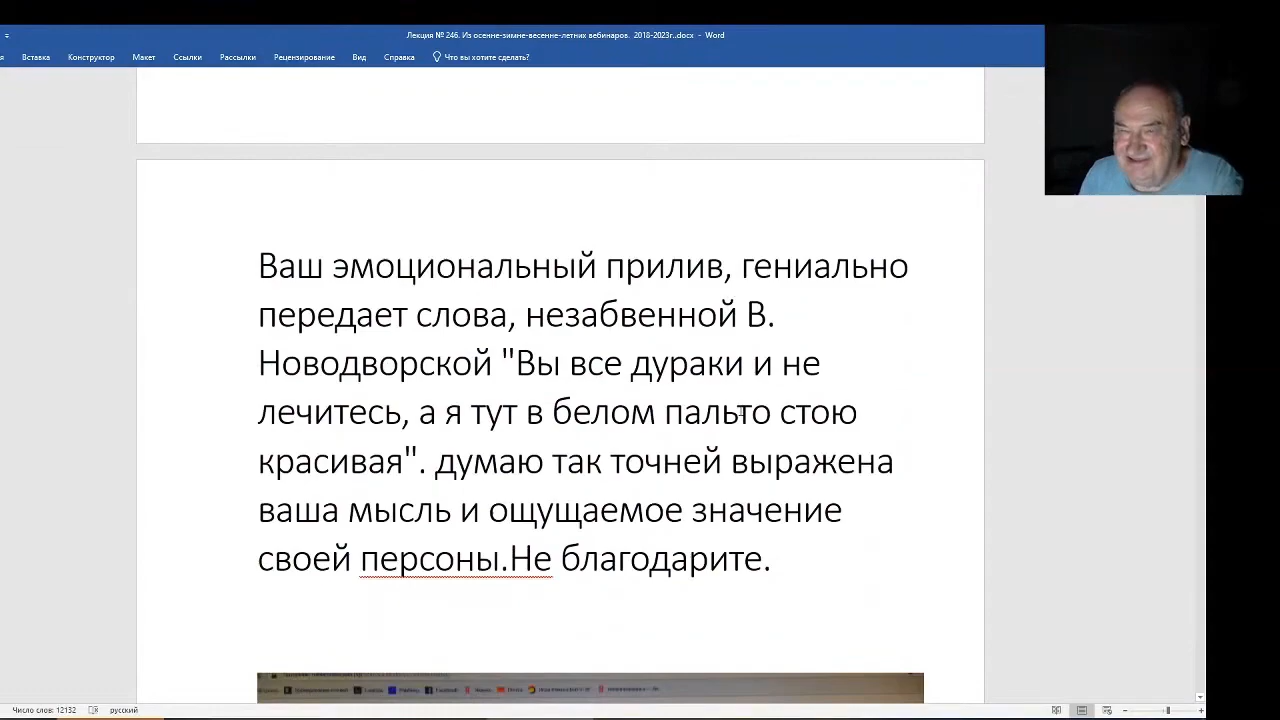 Лекция № 246. Из осенне-зимне-весенне-летних вебинаров. 2018-2023г..docx - Word
я Вставка Конструктор Макет Ссылки Рассылки Рецензирование Вид Справка Что вы хотите сделать?
Ваш эмоциональный прилив, гениально
передает слова, незабвенной В.
Новодворской "Вы все дураки и не
лечитесь, а я тут в белом пальто стою
красивая". думаю так точней выражена
ваша мысль и ощущаемое значение
своей персоны.Не благодарите.
Число слов: 12132 русский